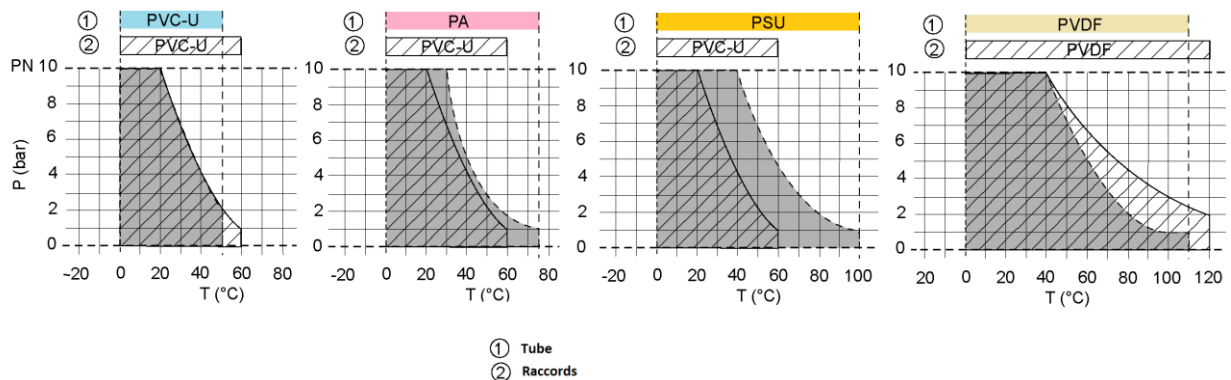 ① PVC-U
② PVC-U
PN 10
8
6
4
2
0
P (bar)
-20 0 20 40 60 80
T (°C)
① PA
② PVC-U
10
8
6
4
2
0
-20 0 20 40 60 80
T (°C)
① PSU
② PVC-U
10
8
6
4
2
0
-20 0 20 40 60 80 100
T (°C)
① PVDF
② PVDF
10
8
6
4
2
0
20 0 20 40 60 80 100 120
T (°C)
① Tube
② Raccords